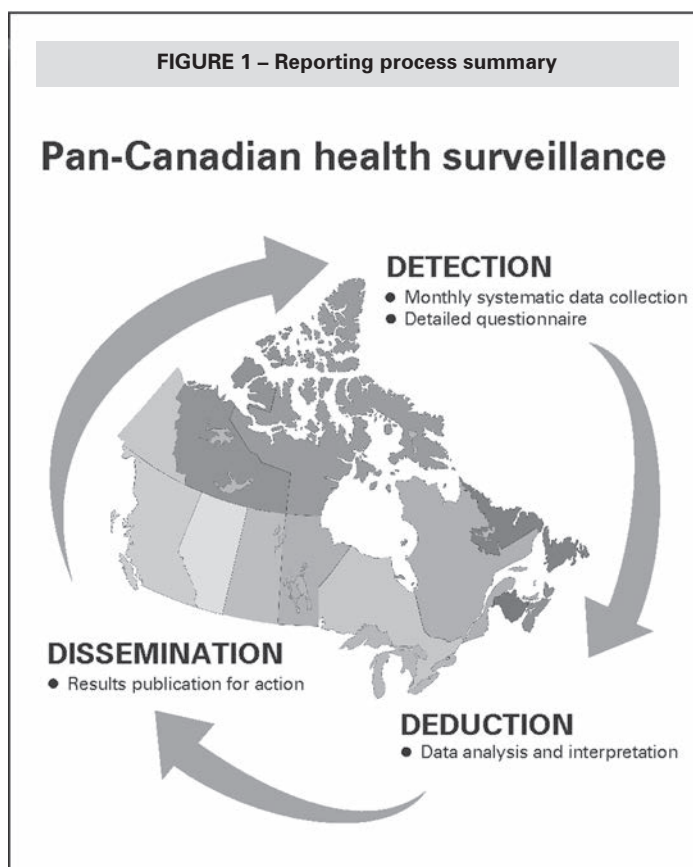 FIGURE 1 – Reporting process summary
Pan-Canadian health surveillance
DETECTION
● Monthly systematic data collection
● Detailed questionnaire
DISSEMINATION
● Results publication for action
DEDUCTION
● Data analysis and interpretation